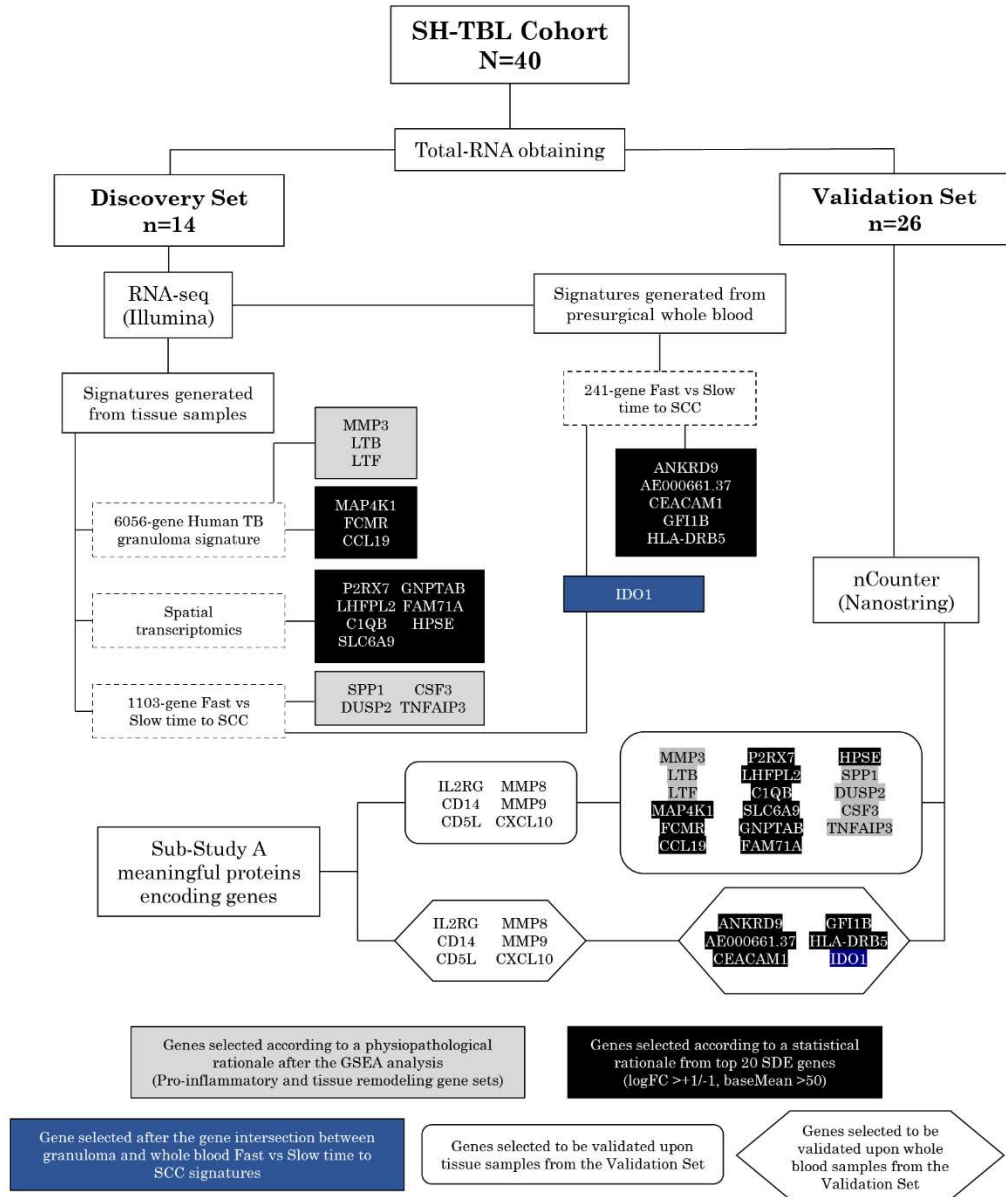 SH-TBL Cohort
N=40
Total-RNA obtaining
Discovery Set
n=14
Validation Set
n=26
RNA-seq
(Illumina)
Signatures generated from
presurgical whole blood
Signatures generated
from tissue samples
241-gene Fast vs Slow
time to SCC
MMP3
LTB
LTF
ANKRD9
AE000661.37
CEACAM1
GFI1B
HLA-DRB5
6056-gene Human TB
granuloma signature
MAP4K1
FCMR
CCL19
nCounter
(Nanostring)
IDO1
Spatial
transcriptomics
P2RX7 GNPTAB
LHFPL2 FAM71A
C1QB HPSE
SLC6A9
1103-gene Fast vs
Slow time to SCC
SPP1 CSF3
DUSP2 TNFAIP3
Sub-Study A
meaningful proteins
encoding genes
IL2RG MMP8
CD14 MMP9
CD5L CXCL10
MMP3 P2RX7 HPSE
LTB LHFPL2 SPP1
LTF C1QB DUSP2
MAP4K1 SLC6A9 CSF3
FCMR GNPTAB TNFAIP3
CCL19 FAM71A
IL2RG MMP8
CD14 MMP9
CD5L CXCL10
ANKRD9 GFI1B
AE000661.37 HLA-DRB5
CEACAM1 IDO1
Genes selected according to a physiopathological
rationale after the GSEA analysis
(Pro-inflammatory and tissue remodeling gene sets)
Genes selected according to a statistical
rationale from top 20 SDE genes
(logFC >+1/-1, baseMean >50)
Gene selected after the gene intersection between
granuloma and whole blood Fast vs Slow time to
SCC signatures
Genes selected to be validated upon
tissue samples from the Validation Set
Genes selected to be
validated upon whole
blood samples from the
Validation Set